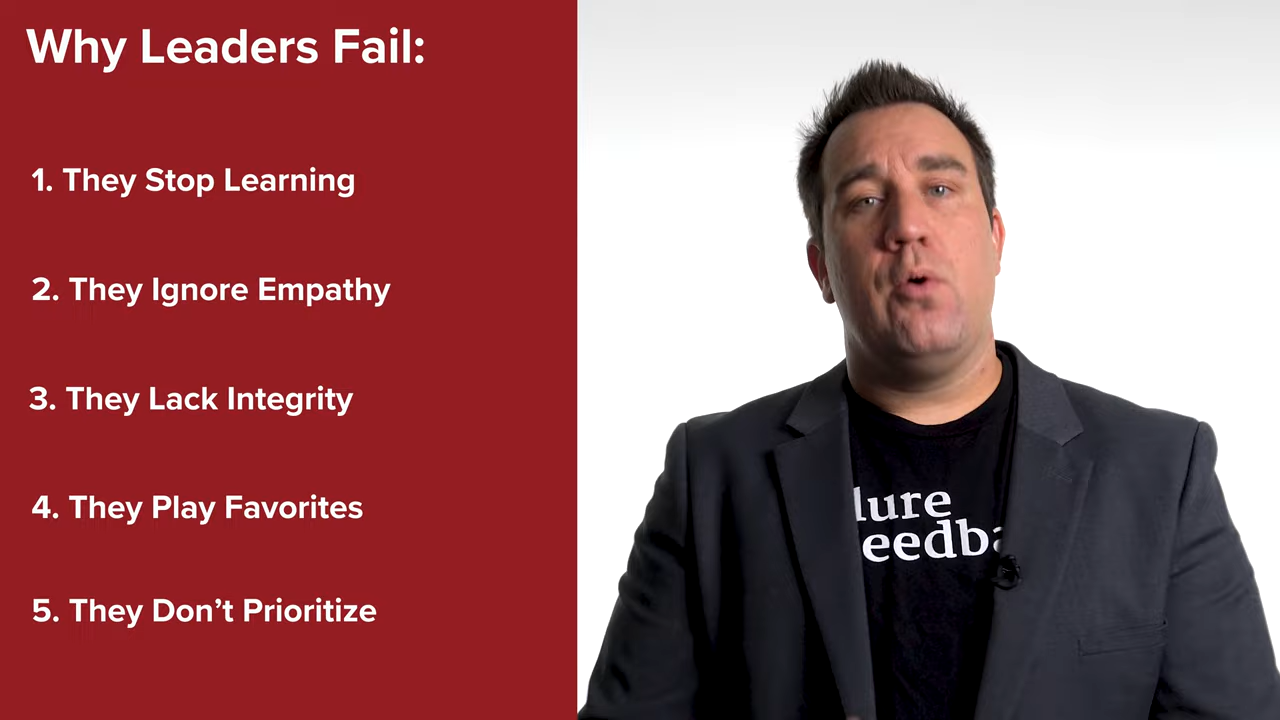 Why Leaders Fail:
1. They Stop Learning
2. They Ignore Empathy
3. They Lack Integrity
4. They Play Favorites
5. They Don’t Prioritize
lure
eedba